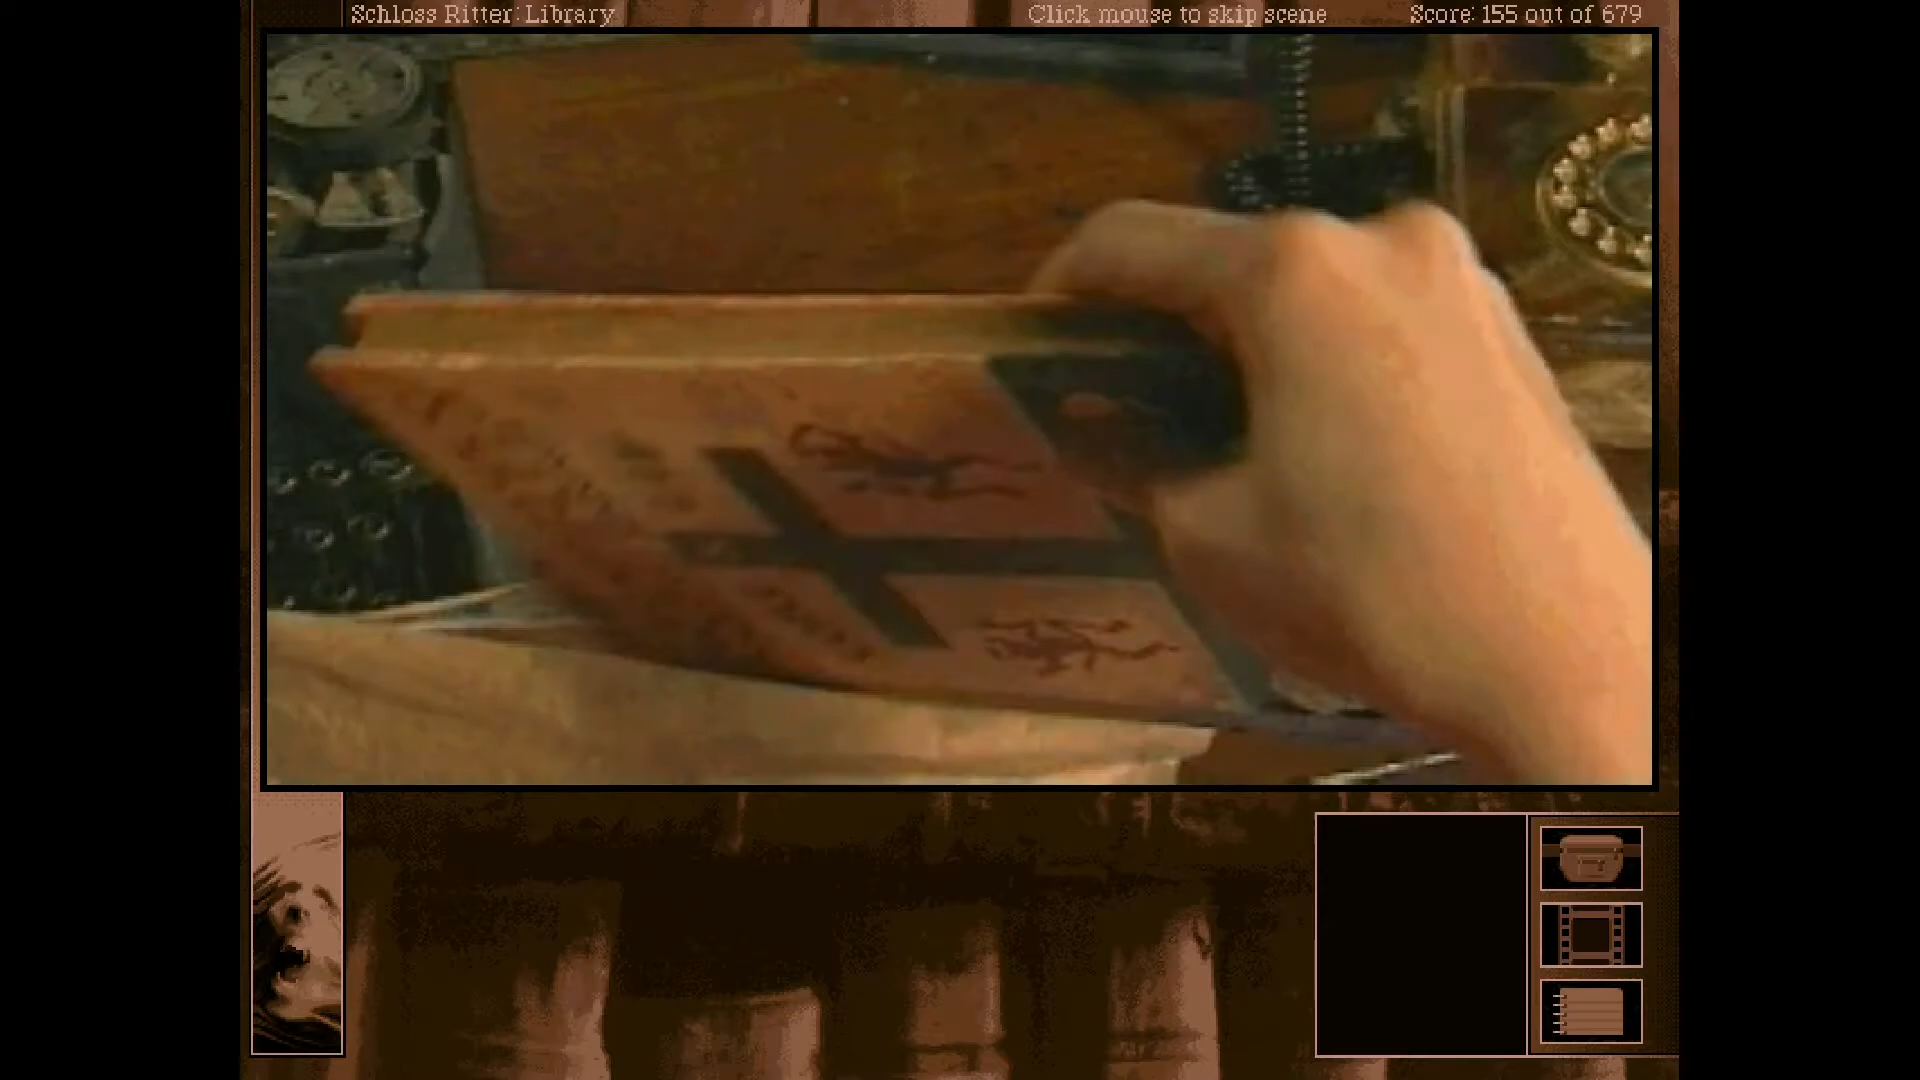 Schloss Ritter: Library
Click mouse to skip scene
Score: 155 out of 679